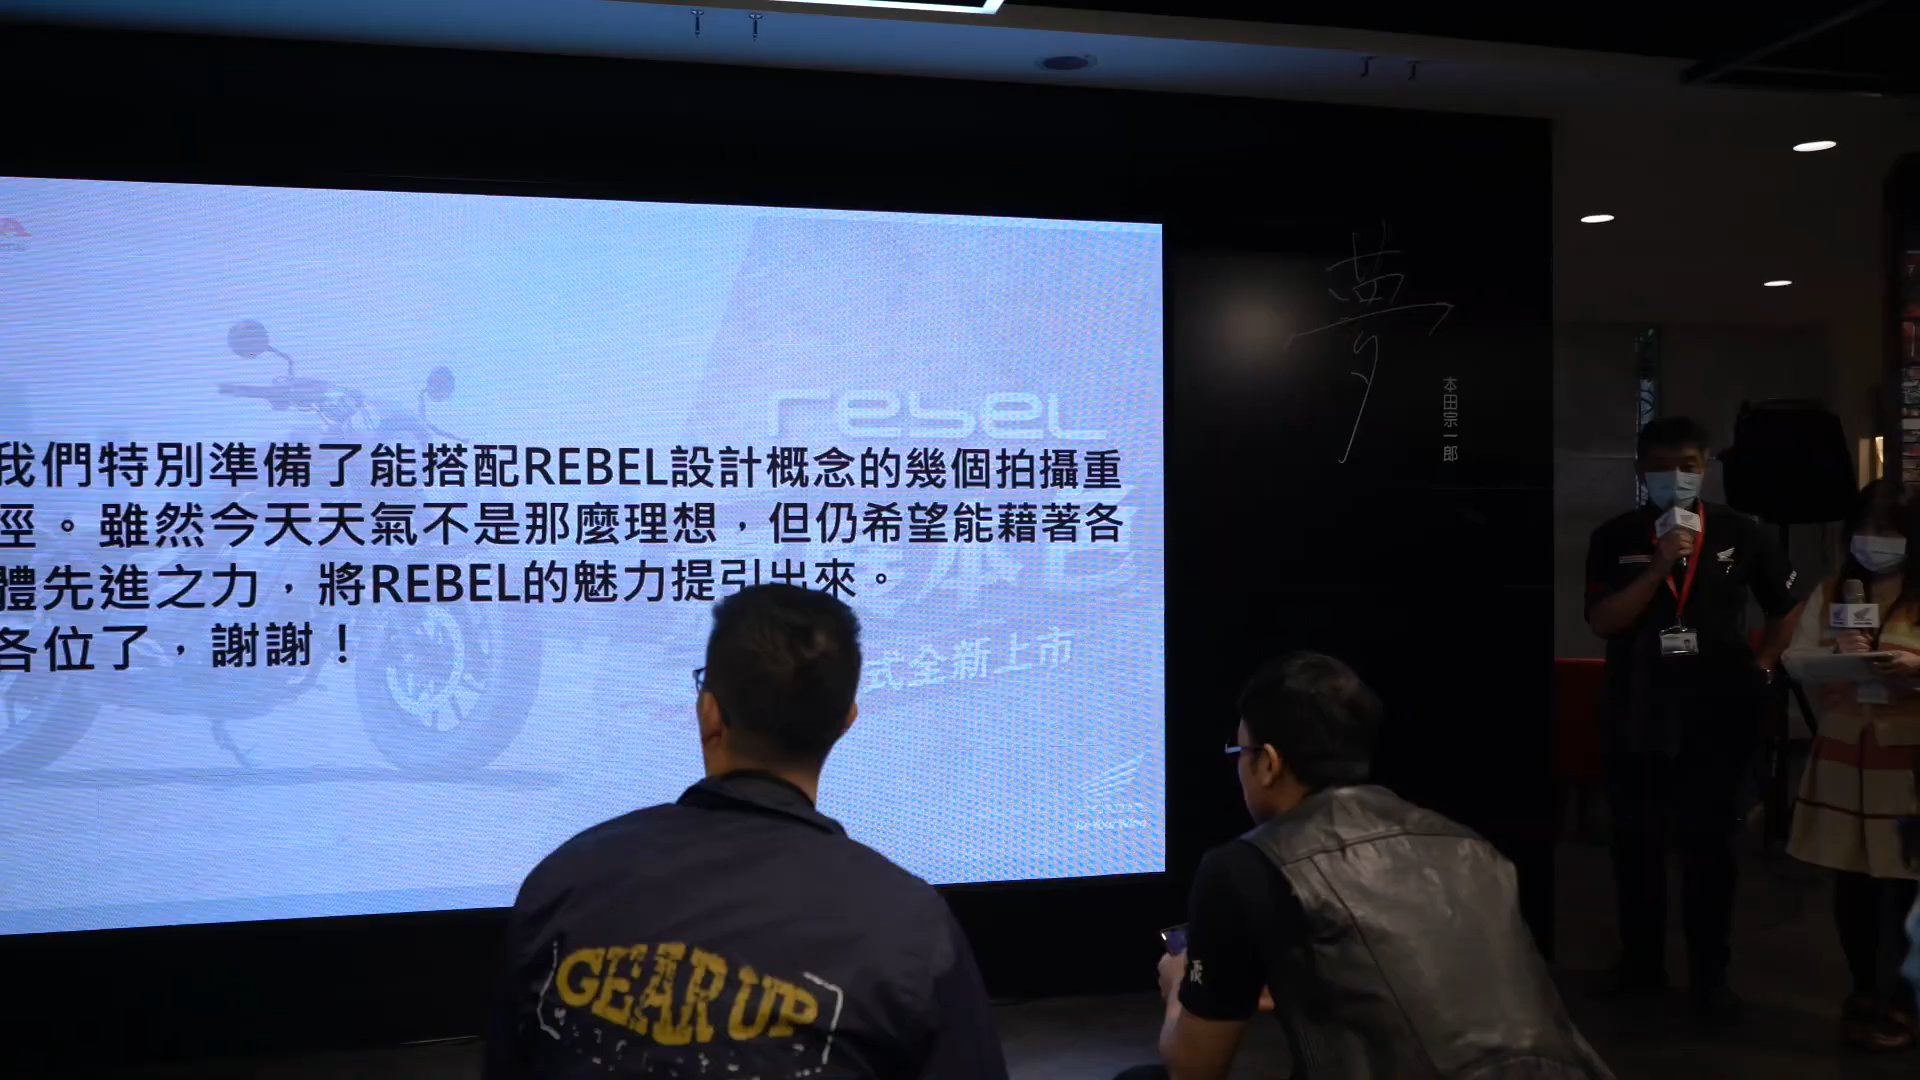 我們特別準備了能搭配REBEL設計概念的幾個拍攝重
徑。雖然今天天氣不是那麼理想，但仍希望能藉著各
體先進之力，將REBEL的魅力提引出來。
各位了，謝謝！
rebel
式全新上市
夢
本田宗一郎
GEAR UP